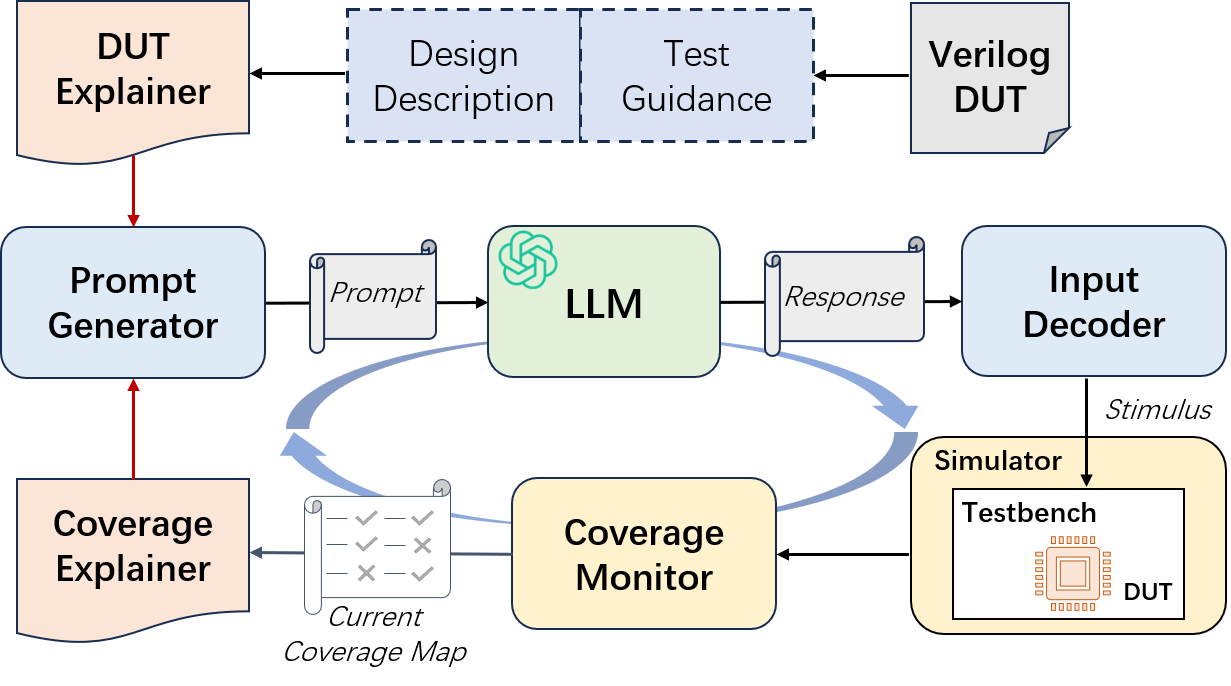 DUT
Explainer
Design
Description
Test
Guidance
Verilog
DUT
Prompt
Generator
Prompt
LLM
Response
Input
Decoder
Stimulus
Simulator
Testbench
DUT
Coverage
Monitor
Current
Coverage Map
Coverage
Explainer